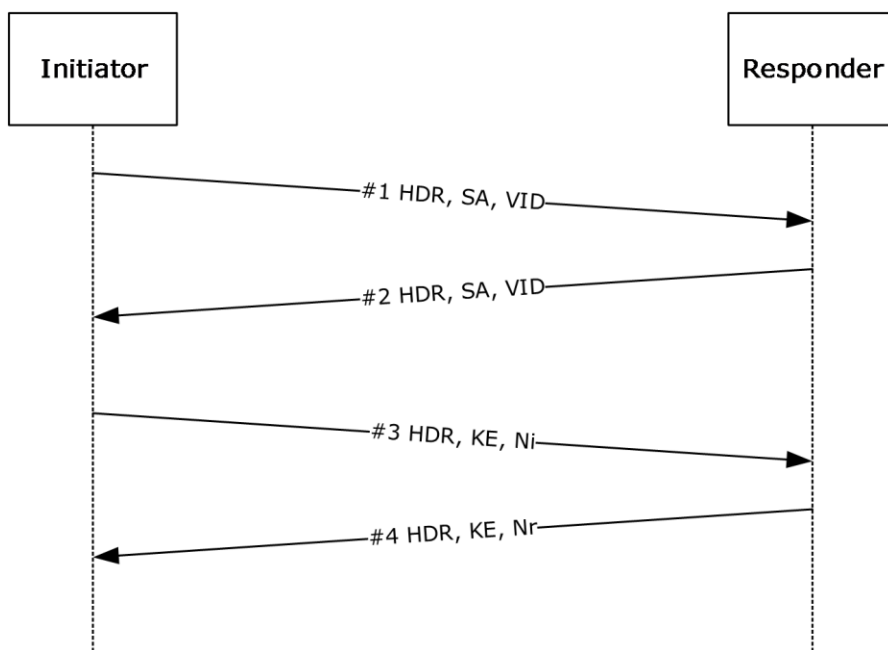 Initiator
Responder
#1 HDR, SA, VID
#2 HDR, SA, VID
#3 HDR, KE, Ni
#4 HDR, KE, Nr